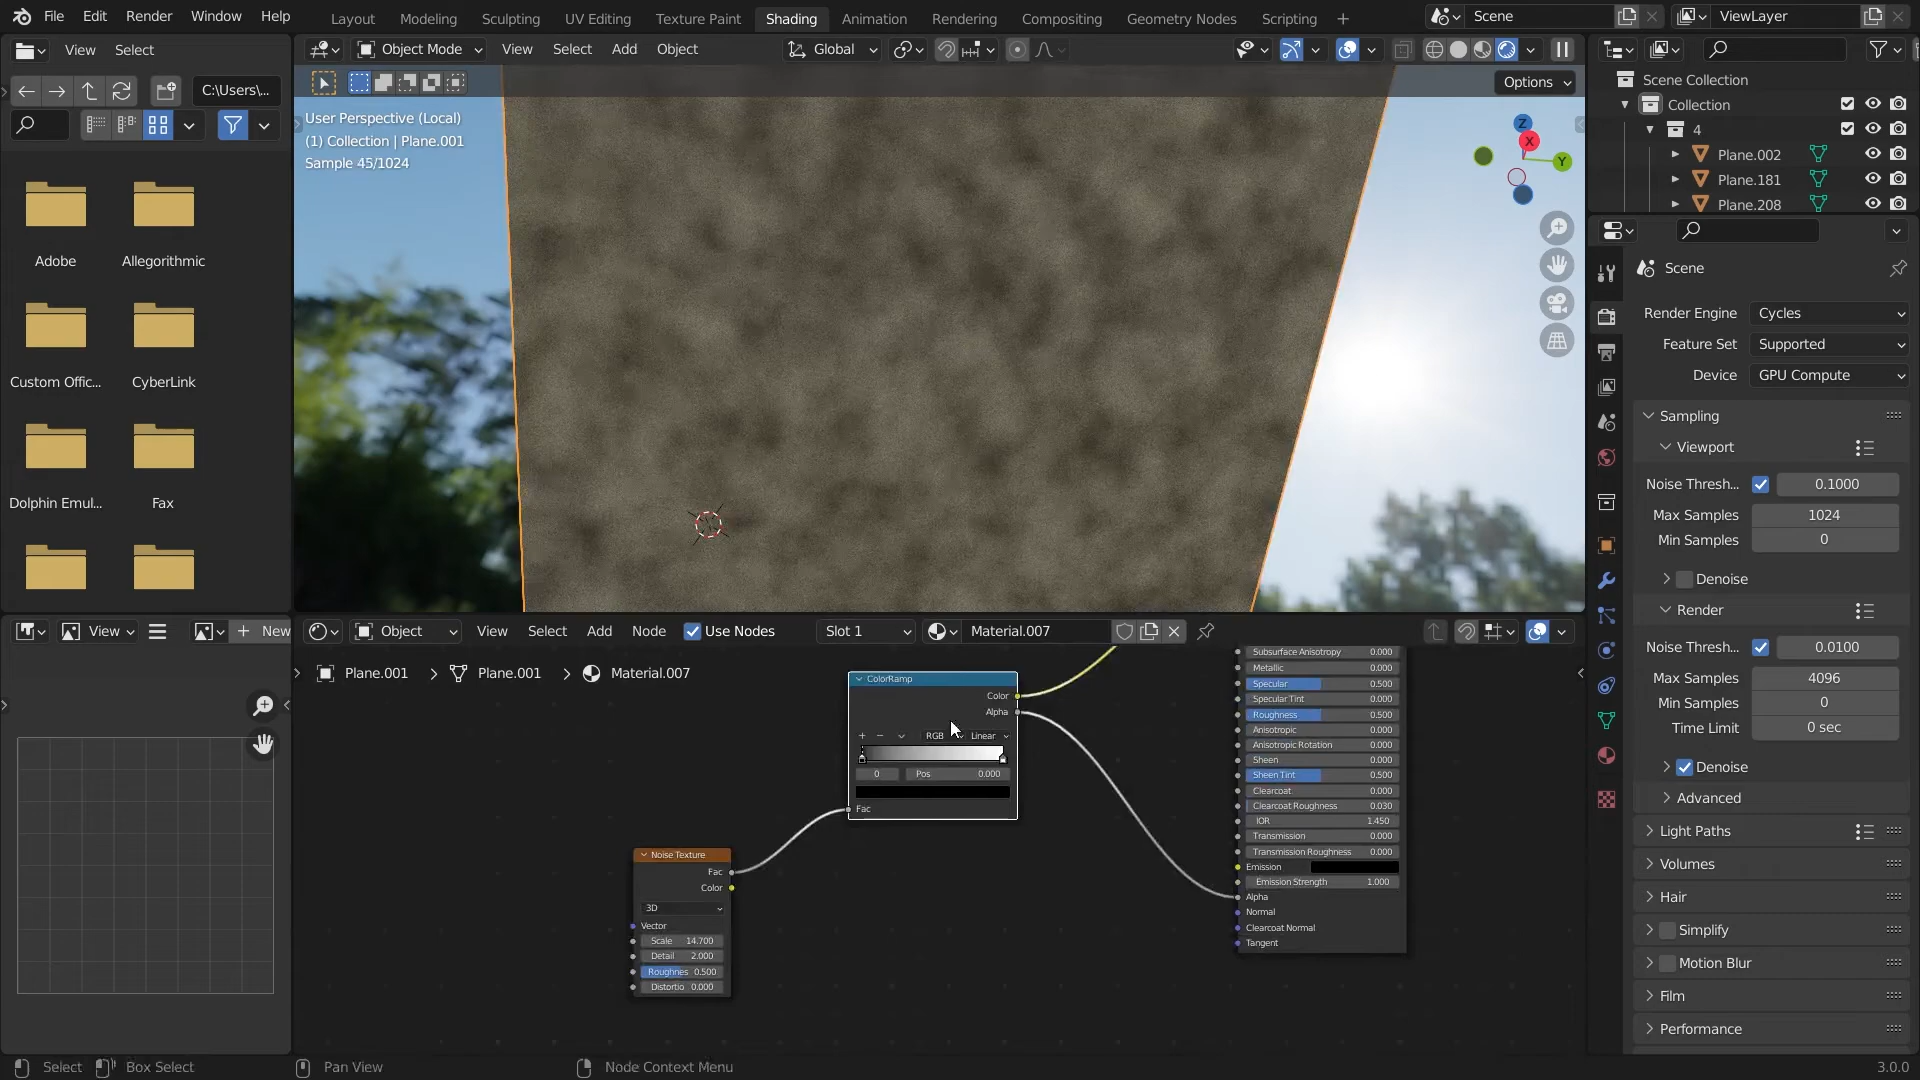 File Edit Render Window Help
Layout Modeling Sculpting UV Editing Texture Paint Shading Animation Rendering Compositing Geometry Nodes Scripting +
Scene
ViewLayer
View Select
Object Mode View Select Add Object
Global
C:\Users\...
Options
User Perspective (Local)
(1) Collection | Plane.001
Sample 45/1024
Z
X
Y
Adobe
Allegorithmic
Custom Offic...
CyberLink
Dolphin Emul...
Fax
Scene Collection
Collection
4
Plane.002
Plane.181
Plane.208
Scene
Render Engine Cycles
Feature Set Supported
Device GPU Compute
Sampling
Viewport
Noise Thresh... 0.1000
Max Samples 1024
Min Samples 0
Denoise
Render
Noise Thresh... 0.0100
Max Samples 4096
Min Samples 0
Time Limit 0 sec
Denoise
Advanced
Light Paths
Volumes
Hair
Simplify
Motion Blur
Film
Performance
View
New
Object View Select Add Node Use Nodes Slot 1 Material.007
Plane.001 > Plane.001 > Material.007
ColorRamp
Color
Alpha
+ − RGB Linear
0 Pos 0.000
Fac
Noise Texture
Fac
Color
3D
Vector
Scale 14.700
Detail 2.000
Roughnes 0.500
Distortio 0.000
Subsurface Anisotropy 0.000
Metallic 0.000
Specular 0.500
Specular Tint 0.000
Roughness 0.500
Anisotropic 0.000
Anisotropic Rotation 0.000
Sheen 0.000
Sheen Tint 0.500
Clearcoat 0.000
Clearcoat Roughness 0.030
IOR 1.450
Transmission 0.000
Transmission Roughness 0.000
Emission
Emission Strength 1.000
Alpha
Normal
Clearcoat Normal
Tangent
Select Box Select Pan View Node Context Menu 3.0.0